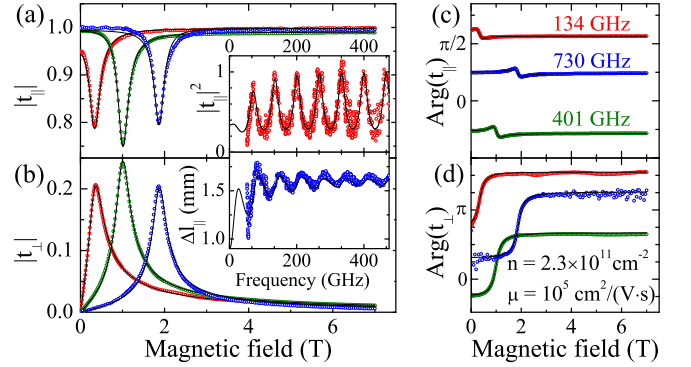 (a)
|t∥|
1.0
0.9
0.8
0 200 400
1.0
0.5
|t∥|²
(b)
|t⊥|
0.2
0.1
0.0
Δl∥ (mm)
1.5
1.0
0 200 400
Frequency (GHz)
0 2 4 6
Magnetic field (T)
(c)
Arg(t∥)
π/2
0
134 GHz
730 GHz
401 GHz
(d)
Arg(t⊥)
π
0
n = 2.3×10¹¹cm⁻²
μ = 10⁵ cm²/(V·s)
0 2 4 6
Magnetic field (T)